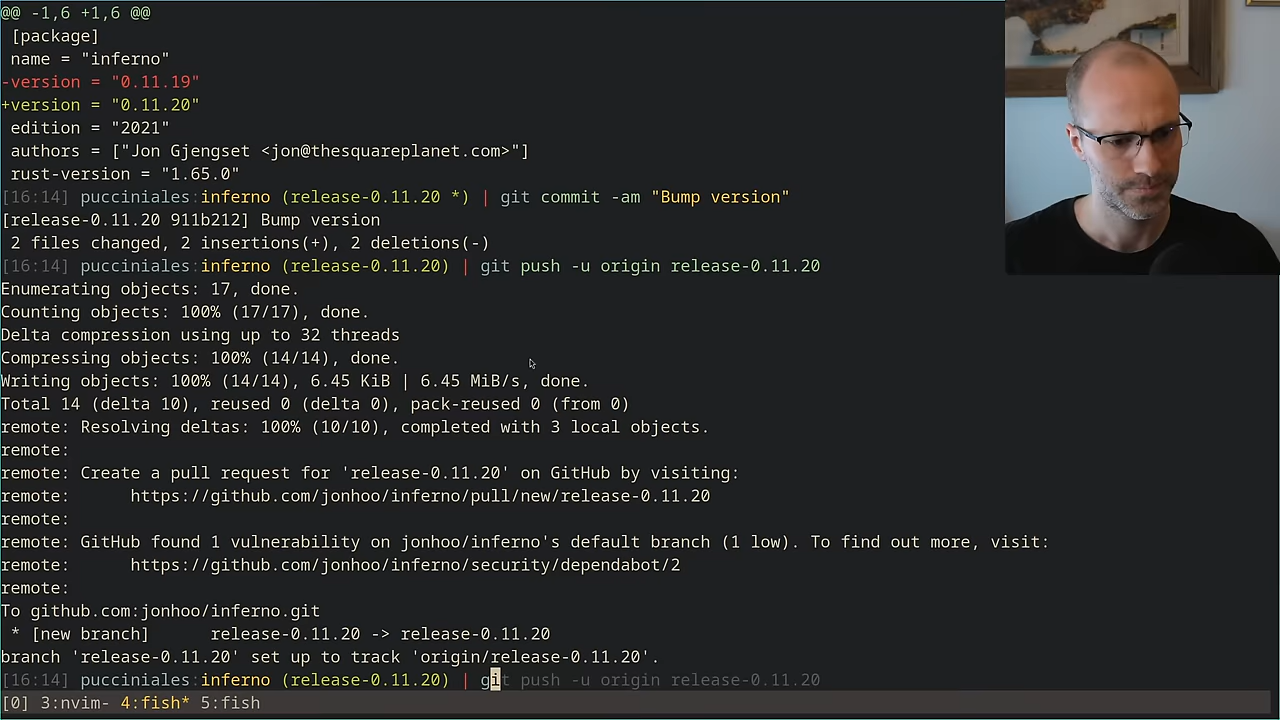 @@ -1,6 +1,6 @@
 [package]
 name = "inferno"
-version = "0.11.19"
+version = "0.11.20"
 edition = "2021"
 authors = ["Jon Gjengset <jon@thesquareplanet.com>"]
 rust-version = "1.65.0"
[16:14] pucciniales:inferno (release-0.11.20 *) | git commit -am "Bump version"
[release-0.11.20 911b212] Bump version
 2 files changed, 2 insertions(+), 2 deletions(-)
[16:14] pucciniales:inferno (release-0.11.20) | git push -u origin release-0.11.20
Enumerating objects: 17, done.
Counting objects: 100% (17/17), done.
Delta compression using up to 32 threads
Compressing objects: 100% (14/14), done.
Writing objects: 100% (14/14), 6.45 KiB | 6.45 MiB/s, done.
Total 14 (delta 10), reused 0 (delta 0), pack-reused 0 (from 0)
remote: Resolving deltas: 100% (10/10), completed with 3 local objects.
remote:
remote: Create a pull request for 'release-0.11.20' on GitHub by visiting:
remote:      https://github.com/jonhoo/inferno/pull/new/release-0.11.20
remote:
remote: GitHub found 1 vulnerability on jonhoo/inferno's default branch (1 low). To find out more, visit:
remote:      https://github.com/jonhoo/inferno/security/dependabot/2
remote:
To github.com:jonhoo/inferno.git
 * [new branch]      release-0.11.20 -> release-0.11.20
branch 'release-0.11.20' set up to track 'origin/release-0.11.20'.
[16:14] pucciniales:inferno (release-0.11.20) | git push -u origin release-0.11.20
[0] 3:nvim- 4:fish* 5:fish